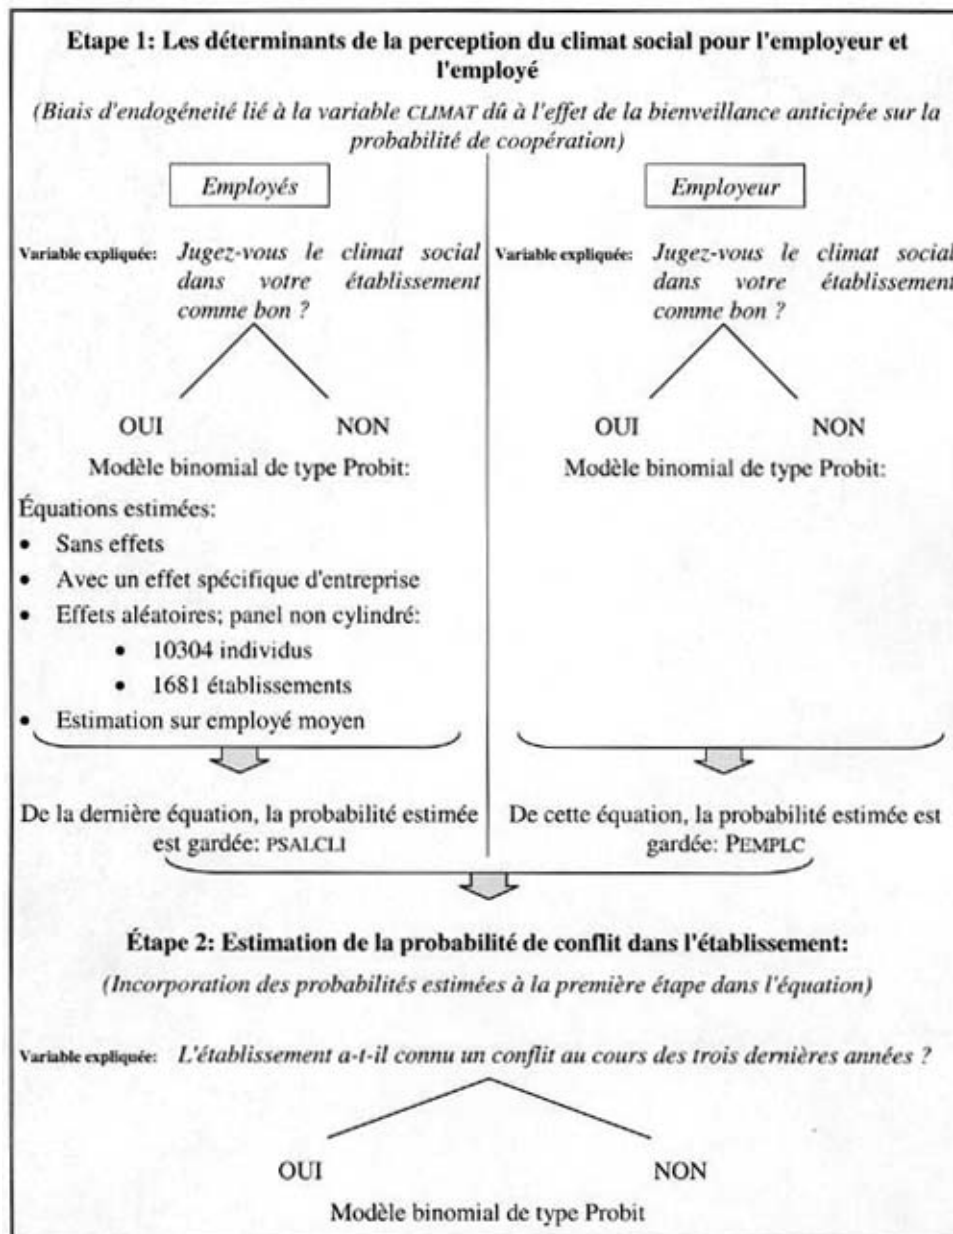 Etape 1: Les déterminants de la perception du climat social pour l'employeur et
l'employé
(Biais d'endogénéité lié à la variable CLIMAT dû à l'effet de la bienveillance anticipée sur la
probabilité de coopération)
Employés
Variable expliquée: Jugez-vous le climat social
dans votre établissement
comme bon ?
OUI NON
Modèle binomial de type Probit:
Équations estimées:
• Sans effets
• Avec un effet spécifique d'entreprise
• Effets aléatoires; panel non cylindré:
• 10304 individus
• 1681 établissements
• Estimation sur employé moyen
De la dernière équation, la probabilité estimée
est gardée: PSALCLI
Employeur
Variable expliquée: Jugez-vous le climat social
dans votre établissement
comme bon ?
OUI NON
Modèle binomial de type Probit:
De cette équation, la probabilité estimée est
gardée: PEMPLC
Étape 2: Estimation de la probabilité de conflit dans l'établissement:
(Incorporation des probabilités estimées à la première étape dans l'équation)
Variable expliquée: L'établissement a-t-il connu un conflit au cours des trois dernières années ?
OUI NON
Modèle binomial de type Probit